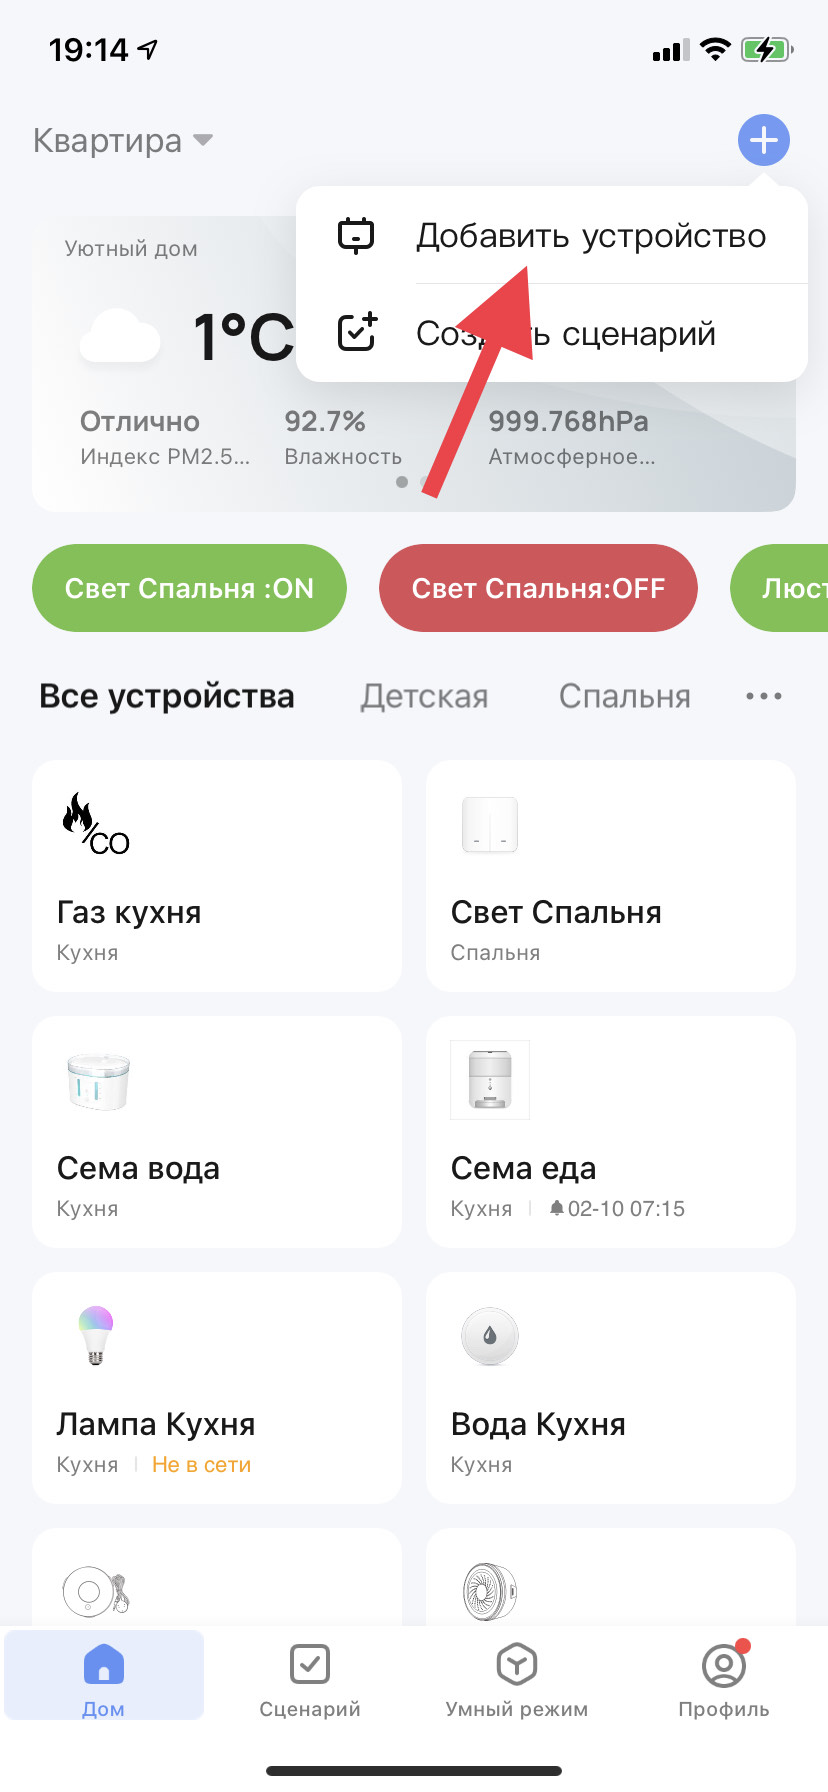 19:14
Квартира
Добавить устройство
Создать сценарий
Уютный дом
1°C
Отлично 92.7% 999.768hPa
Индекс PM2.5... Влажность Атмосферное...
Свет Спальня :ON Свет Спальня:OFF Люст
Все устройства Детская Спальня ...
CO
Газ кухня Свет Спальня
Кухня Спальня
Сема вода Сема еда
Кухня Кухня 02-10 07:15
Лампа Кухня Вода Кухня
Кухня Не в сети Кухня
Дом Сценарий Умный режим Профиль